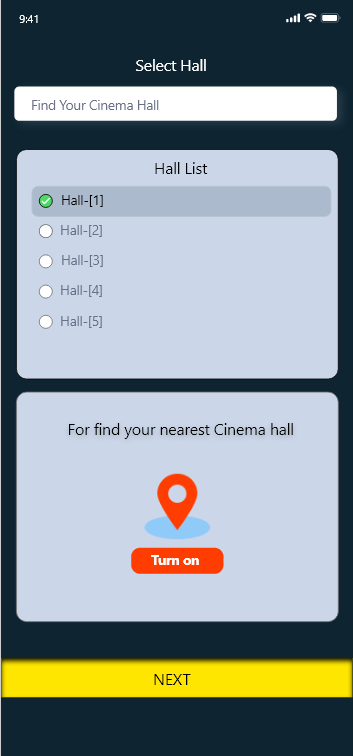 9:41
Select Hall
Find Your Cinema Hall
Hall List
Hall-[1]
Hall-[2]
Hall-[3]
Hall-[4]
Hall-[5]
For find your nearest Cinema hall
Turn on
NEXT